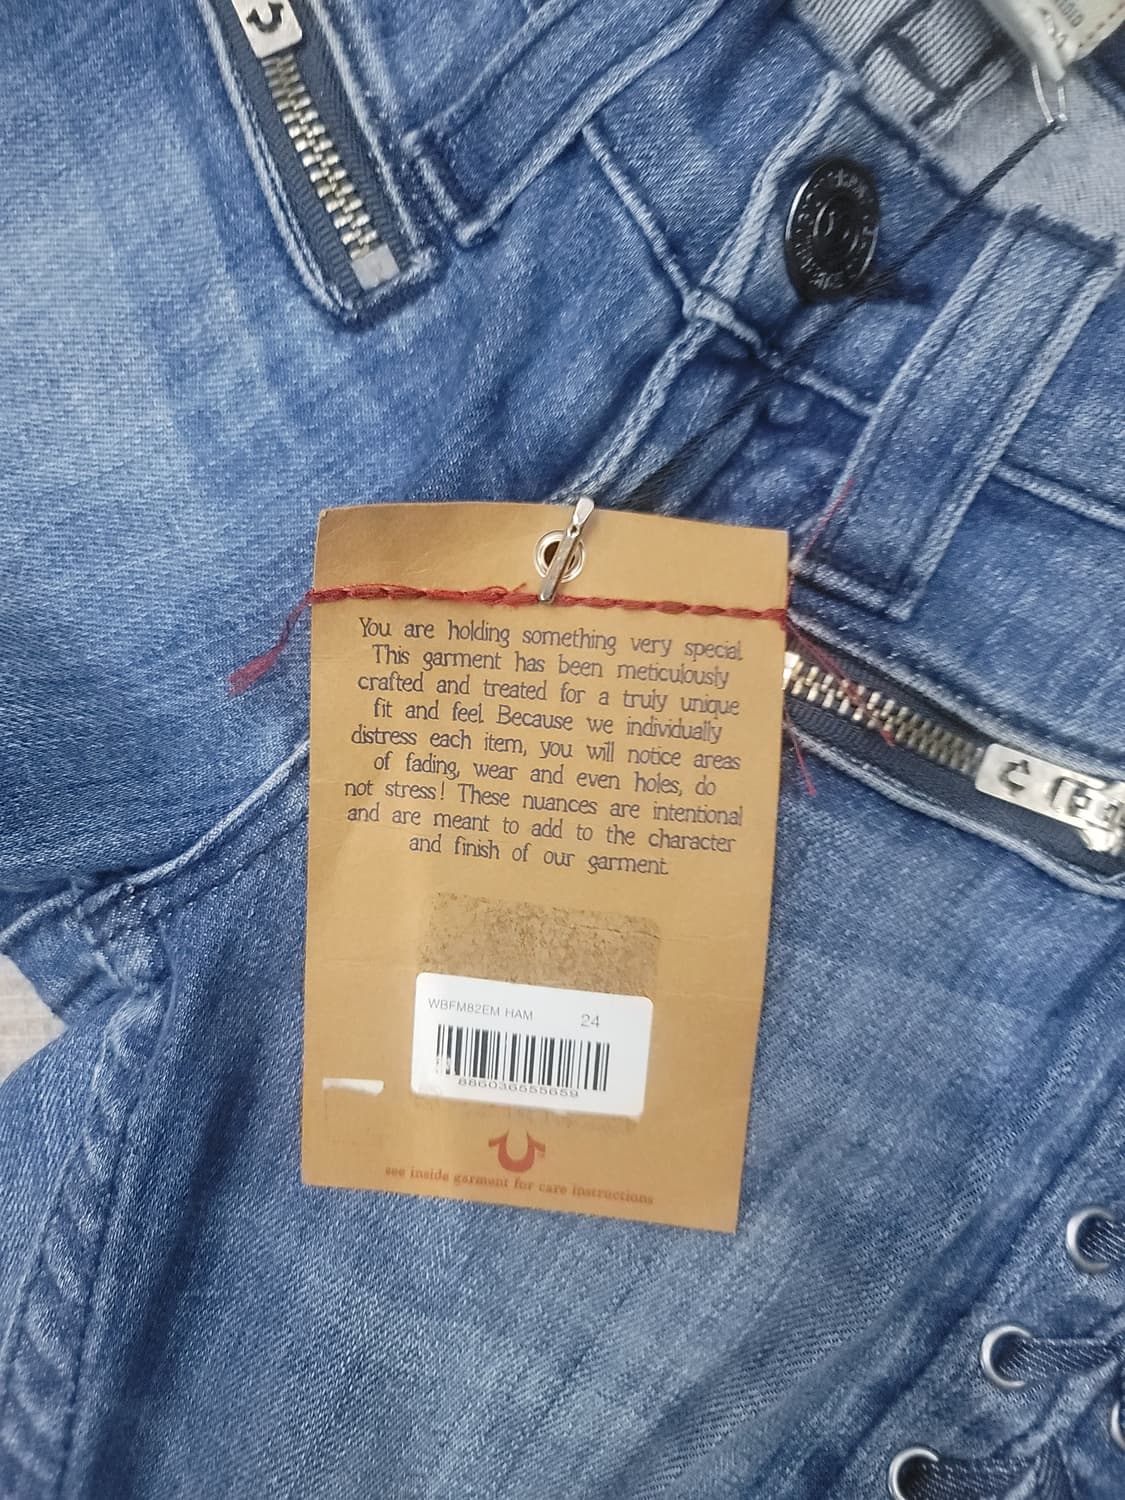 You are holding something very special.
This garment has been meticulously
crafted and treated for a truly unique
fit and feel. Because we individually
distress each item, you will notice areas
of fading, wear and even holes, do
not stress! These nuances are intentional
and are meant to add to the character
and finish of our garment.
WBFM82EM HAM 24
886036555659
see inside garment for care instructions